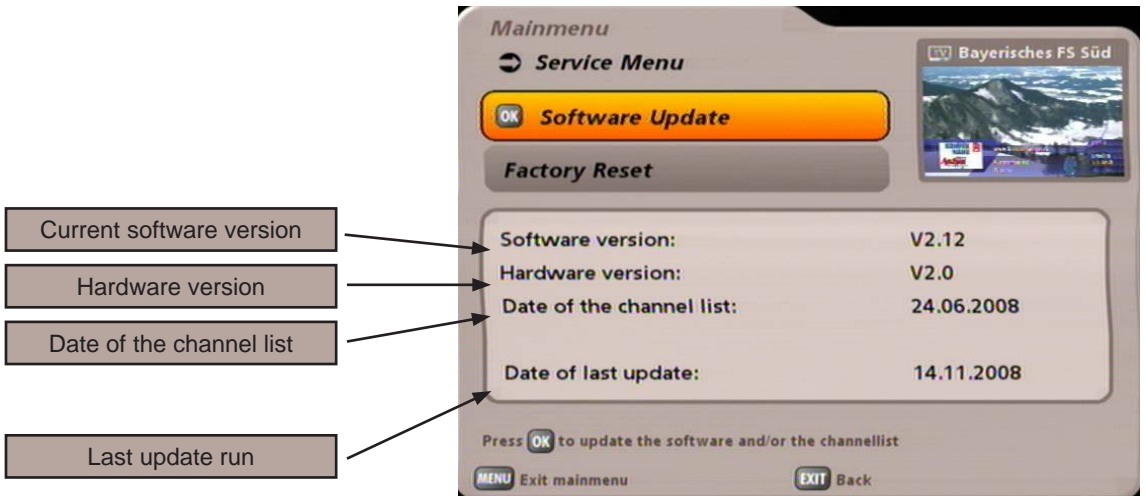 Mainmenu
Service Menu
TV Bayerisches FS Süd
OK Software Update
Factory Reset
Current software version
Hardware version
Date of the channel list
Last update run
Software version: V2.12
Hardware version: V2.0
Date of the channel list: 24.06.2008
Date of last update: 14.11.2008
Press OK to update the software and/or the channellist
MENU Exit mainmenu EXIT Back